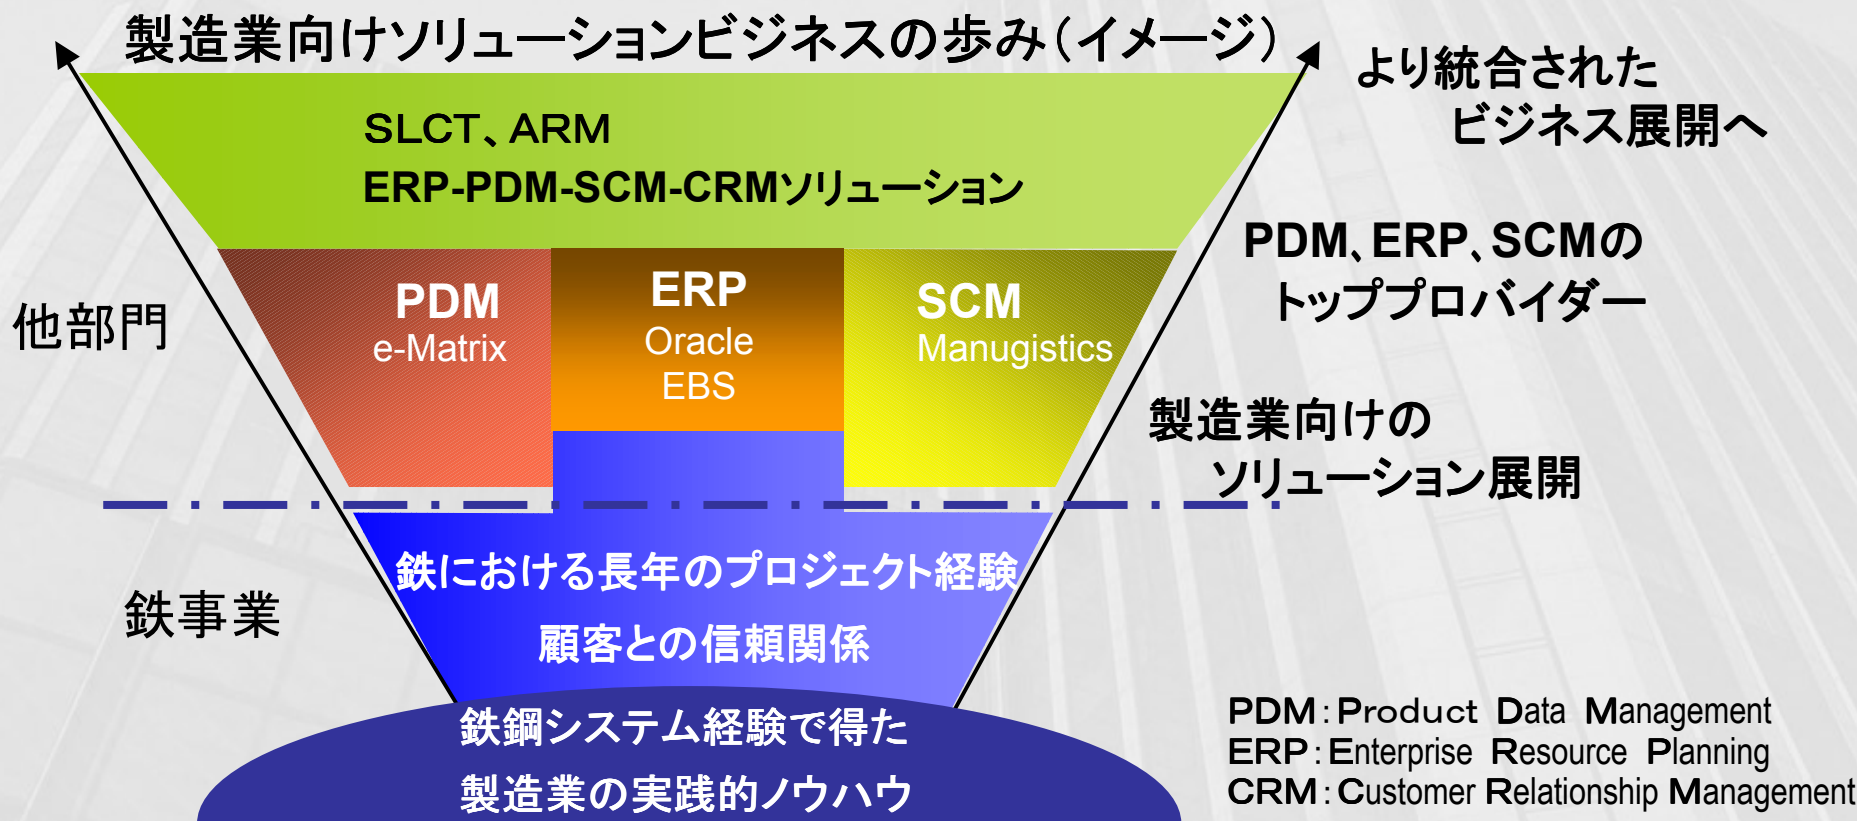 製造業向けソリューションビジネスの歩み（イメージ）
より統合された
ビジネス展開へ
SLCT、ARM
ERP-PDM-SCM-CRMソリューション
PDM、ERP、SCMの
トッププロバイダー
他部門
PDM
e-Matrix
ERP
Oracle
EBS
SCM
Manugistics
製造業向けの
ソリューション展開
鉄事業
鉄における長年のプロジェクト経験
顧客との信頼関係
鉄鋼システム経験で得た
製造業の実践的ノウハウ
PDM：Product Data Management
ERP：Enterprise Resource Planning
CRM：Customer Relationship Management